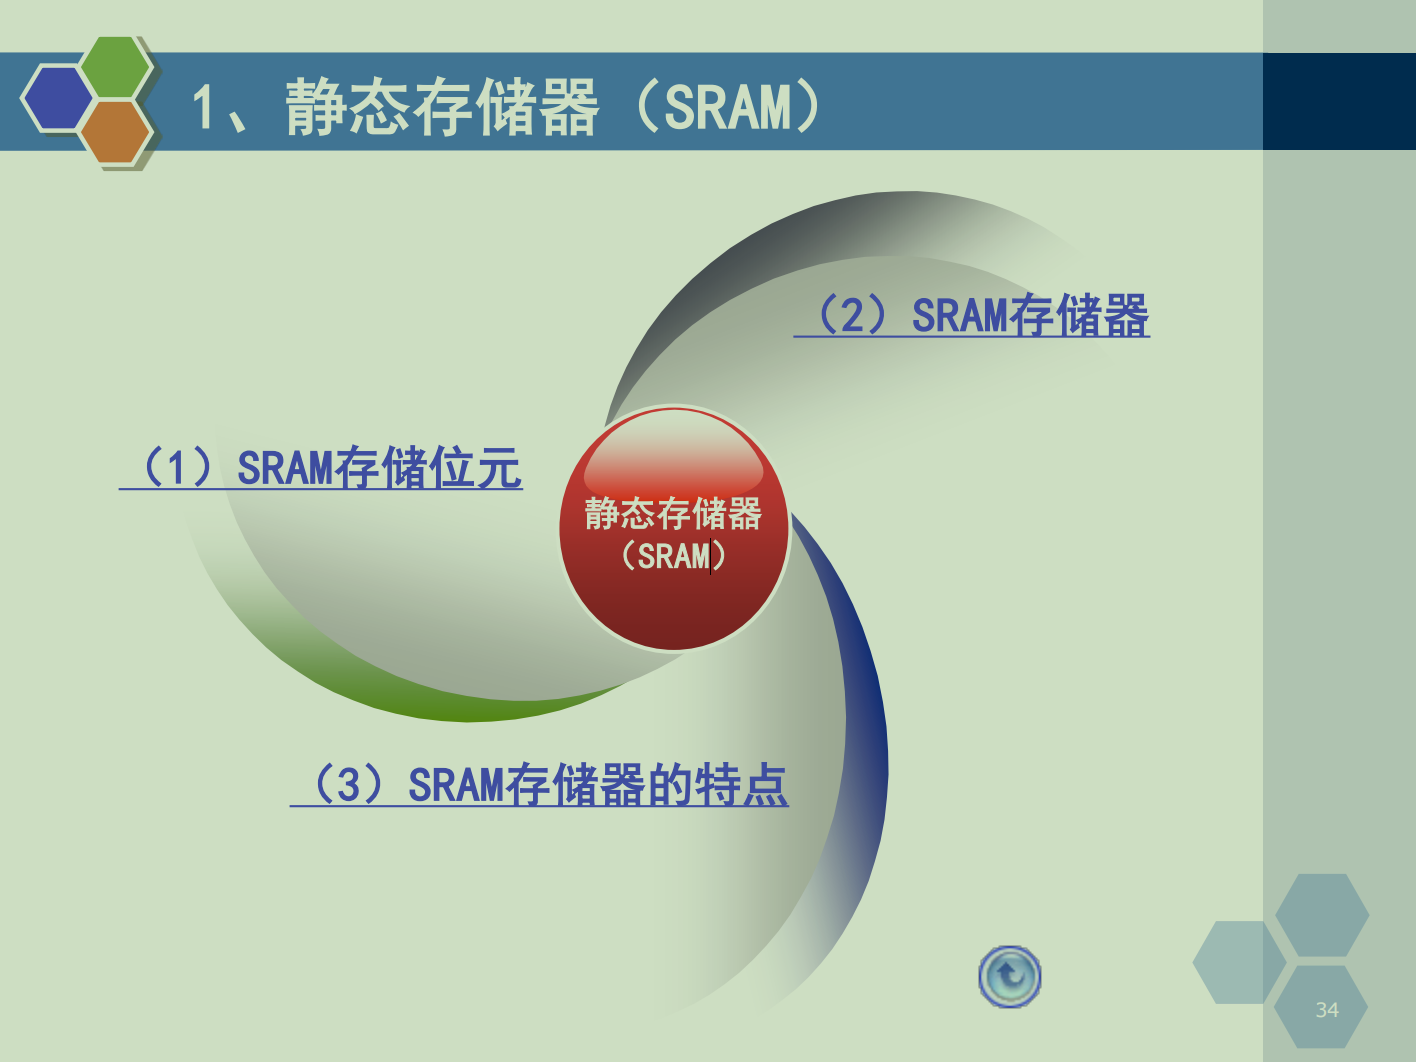 1、静态存储器（SRAM）
（2）SRAM存储器
（1）SRAM存储位元
静态存储器
（SRAM）
（3）SRAM存储器的特点
34